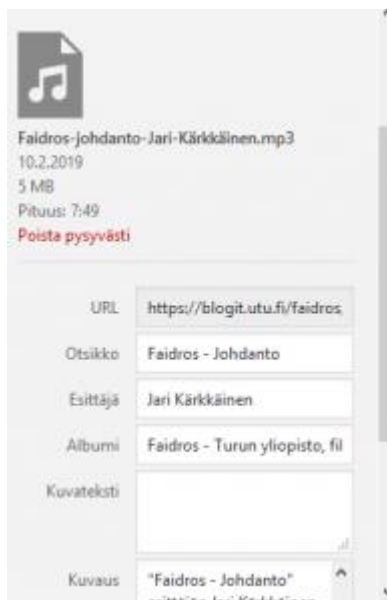 Faidros-johdanto-Jari-Kärkkäinen.mp3
10.2.2019
5 MB
Pituus: 7:49
Poista pysyvästi
URL https://blogit.utu.fi/faidros
Otsikko Faidros - Johdanto
Esittäjä Jari Kärkkäinen
Albumi Faidros - Turun yliopisto, fil
Kuvateksti
Kuvaus "Faidros - Johdanto"